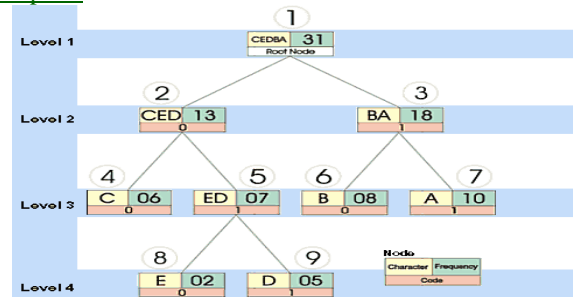 1
Level 1
CEDBA 31
Root Node
2
3
Level 2
CED 13
0
BA 18
1
4
5
6
7
Level 3
C 06
0
ED 07
1
B 08
0
A 10
1
8
9
Level 4
E 02
0
D 05
1
Node
Character Frequency
Code